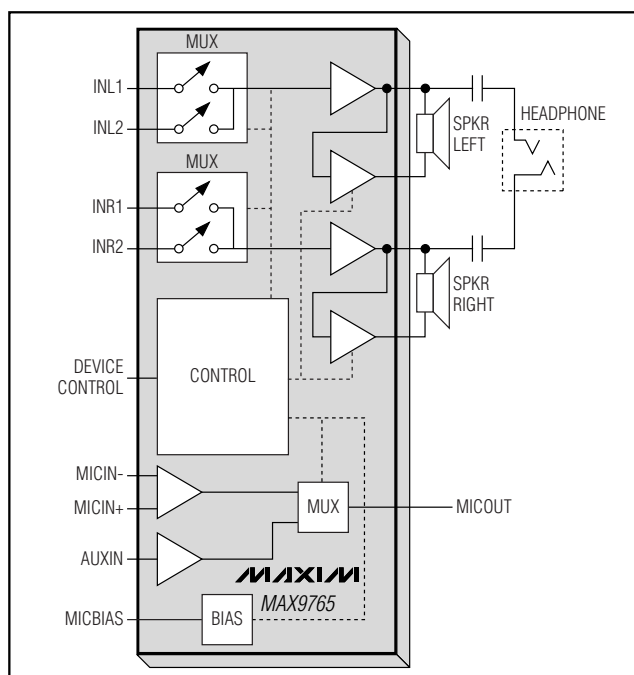 MUX
INL1
INL2
SPKR
LEFT
HEADPHONE
MUX
INR1
INR2
SPKR
RIGHT
DEVICE
CONTROL
CONTROL
MICIN-
MICIN+
MUX
MICOUT
AUXIN
MAXIM
MAX9765
MICBIAS
BIAS